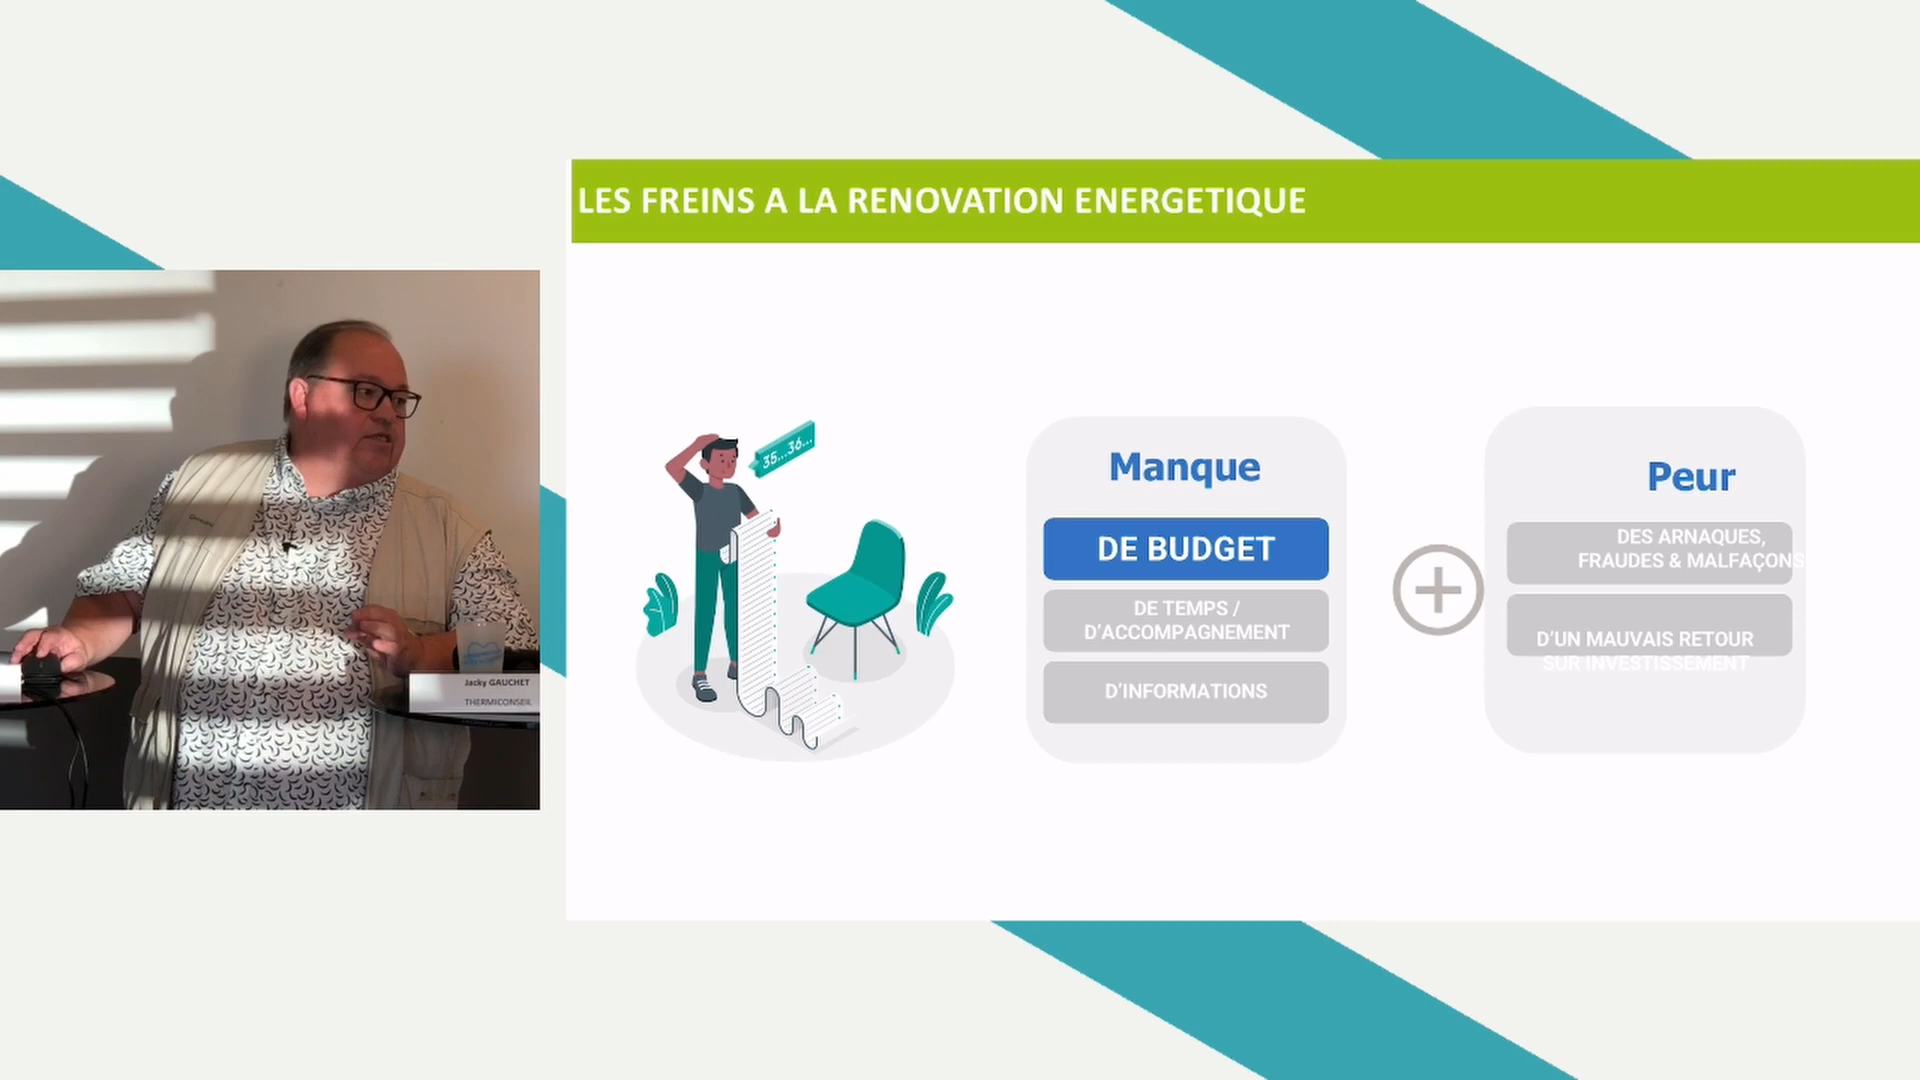 LES FREINS A LA RENOVATION ENERGETIQUE
35...36...
Manque
DE BUDGET
DE TEMPS /
D'ACCOMPAGNEMENT
D'INFORMATIONS
Peur
DES ARNAQUES,
FRAUDES & MALFAÇONS
D'UN MAUVAIS RETOUR
SUR INVESTISSEMENT
Jacky GAUCHET
THERMICONSEIL